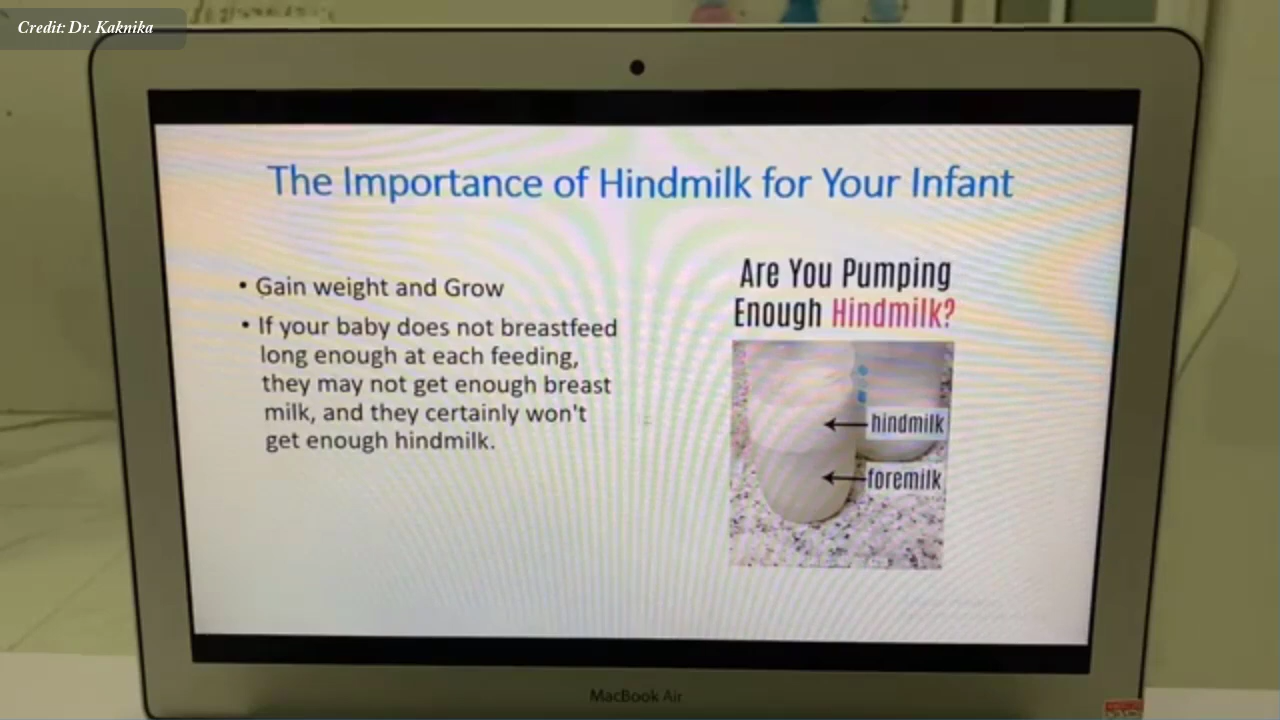 Credit: Dr. Kaknika
The Importance of Hindmilk for Your Infant
• Gain weight and Grow
• If your baby does not breastfeed
long enough at each feeding,
they may not get enough breast
milk, and they certainly won't
get enough hindmilk.
Are You Pumping
Enough Hindmilk?
hindmilk
foremilk
MacBook Air